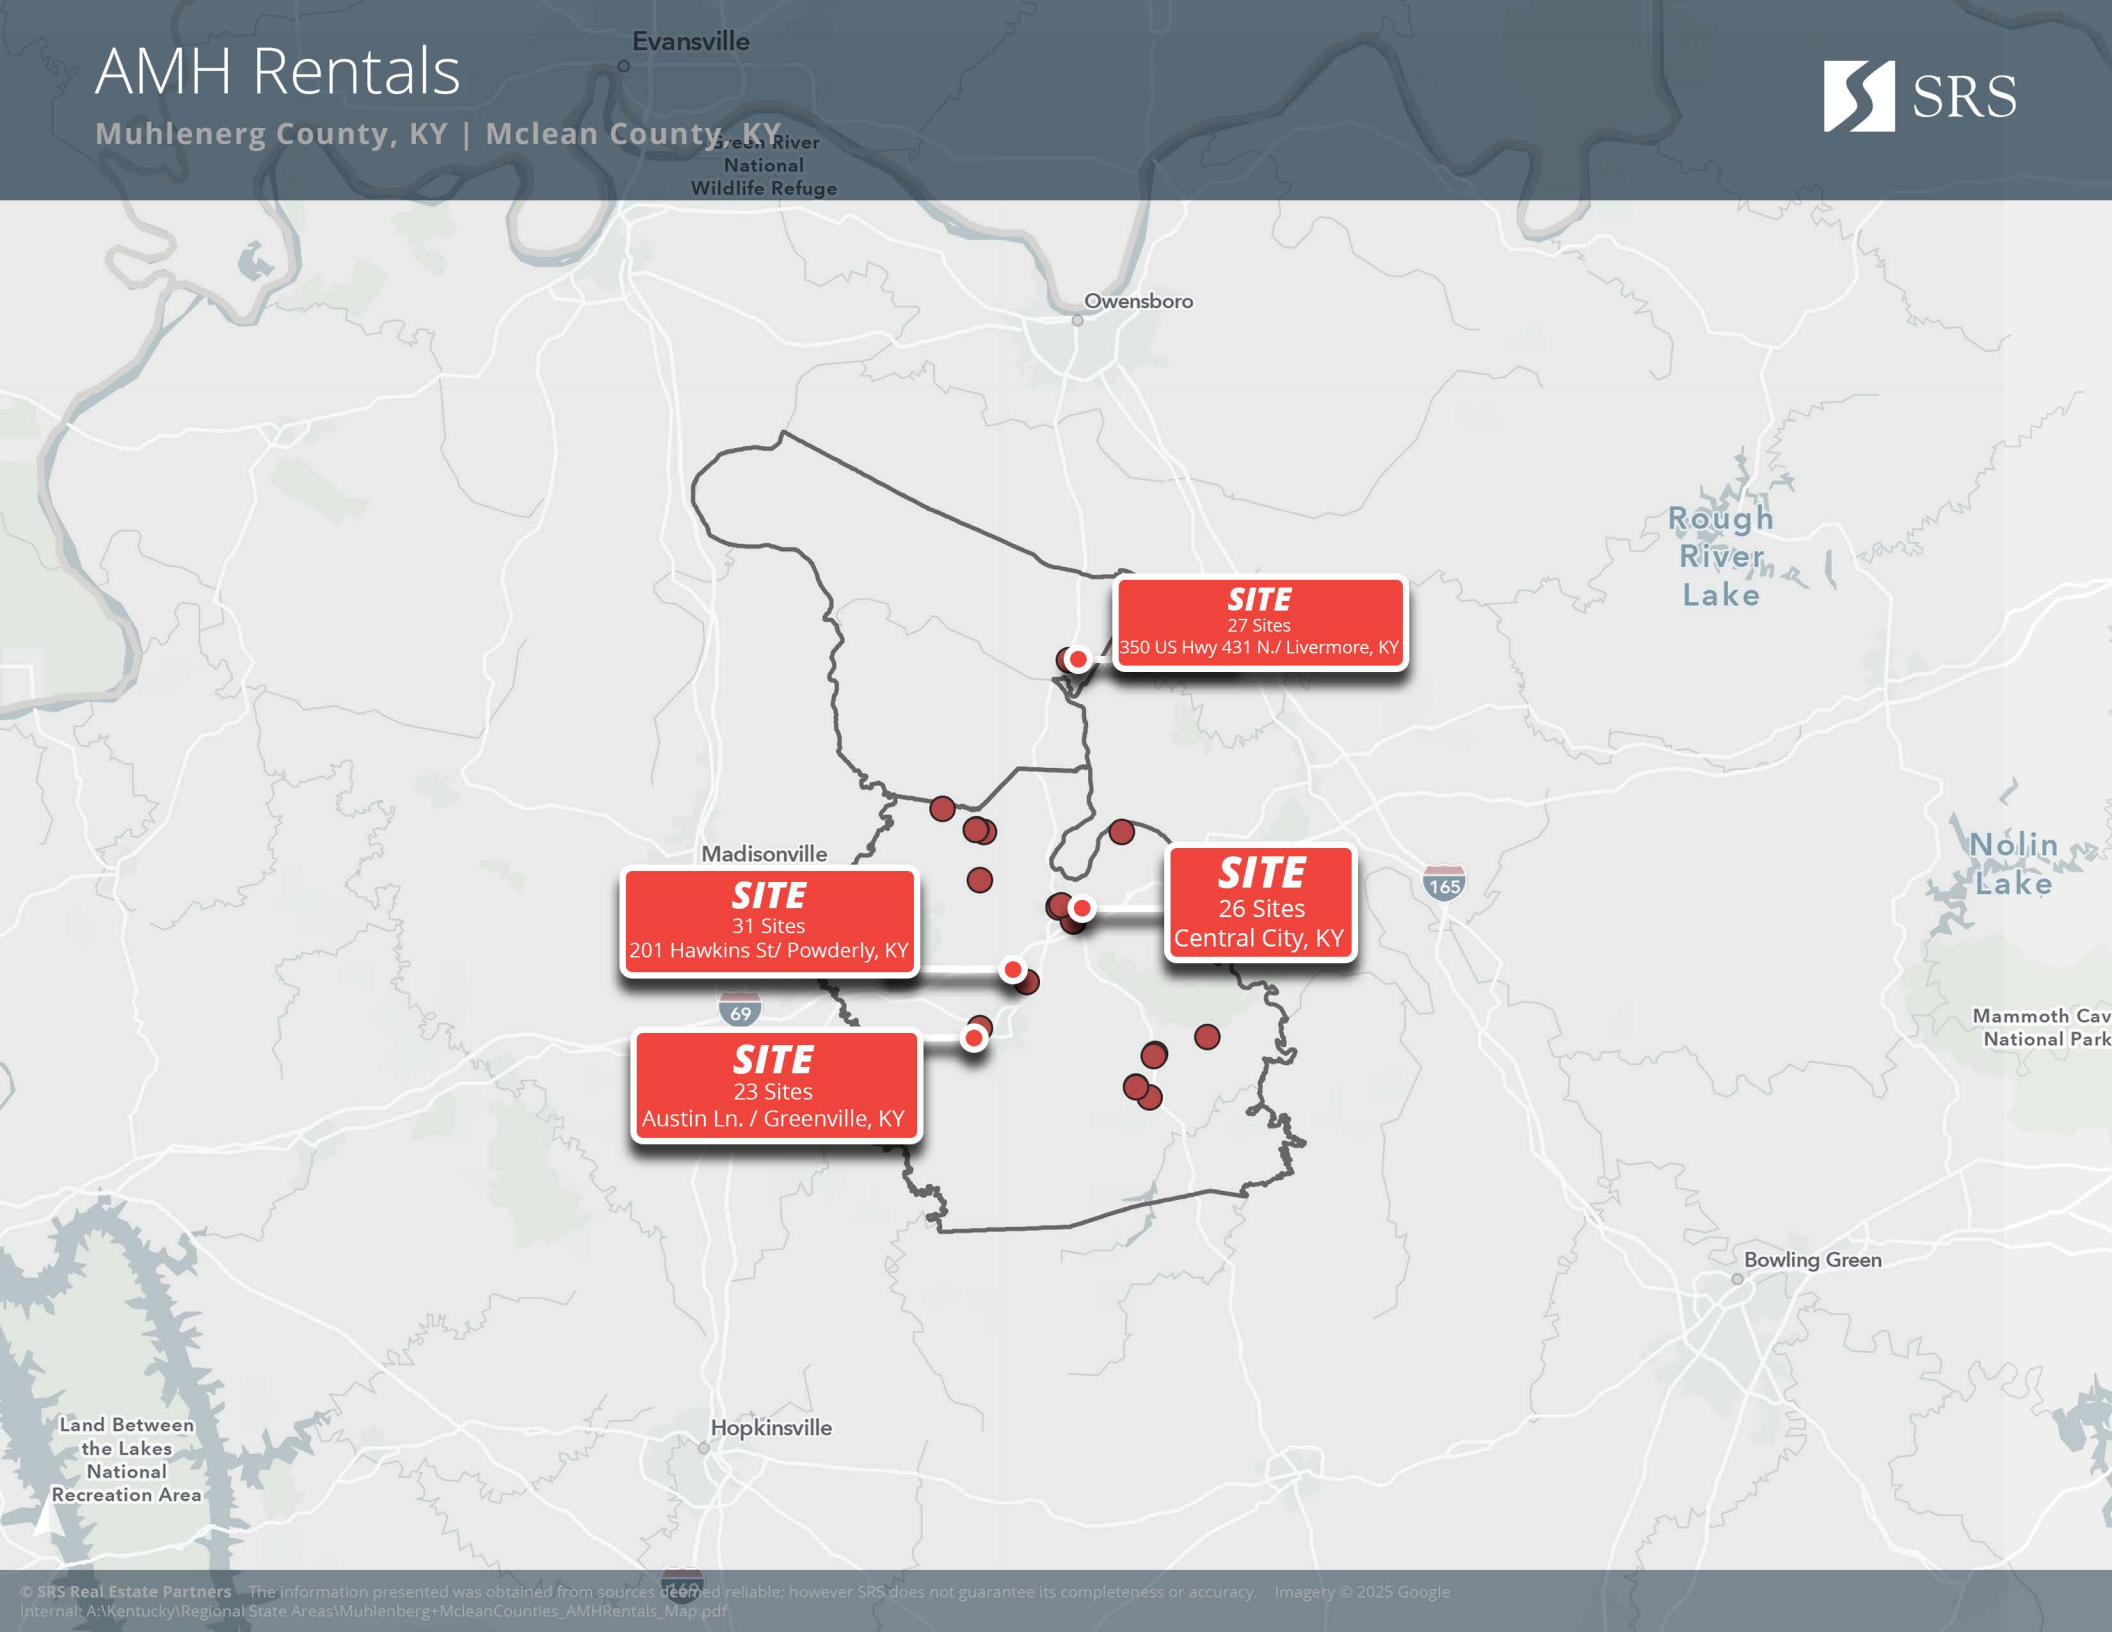 AMH Rentals
Muhlenerg County, KY | Mclean County, KY
SRS
Evansville
Green River
National
Wildlife Refuge
Owensboro
Rough
River
Lake
SITE
27 Sites
350 US Hwy 431 N./ Livermore, KY
Madisonville
SITE
31 Sites
201 Hawkins St/ Powderly, KY
SITE
26 Sites
Central City, KY
165
Nolin
Lake
69
SITE
23 Sites
Austin Ln. / Greenville, KY
Mammoth Cav
National Park
Bowling Green
Hopkinsville
Land Between
the Lakes
National
Recreation Area
169
© SRS Real Estate Partners The information presented was obtained from sources deemed reliable; however SRS does not guarantee its completeness or accuracy. Imagery © 2025 Google
Internal: A:\Kentucky\Regional State Areas\Muhlenberg+McleanCounties_AMHRentals_Map.pdf